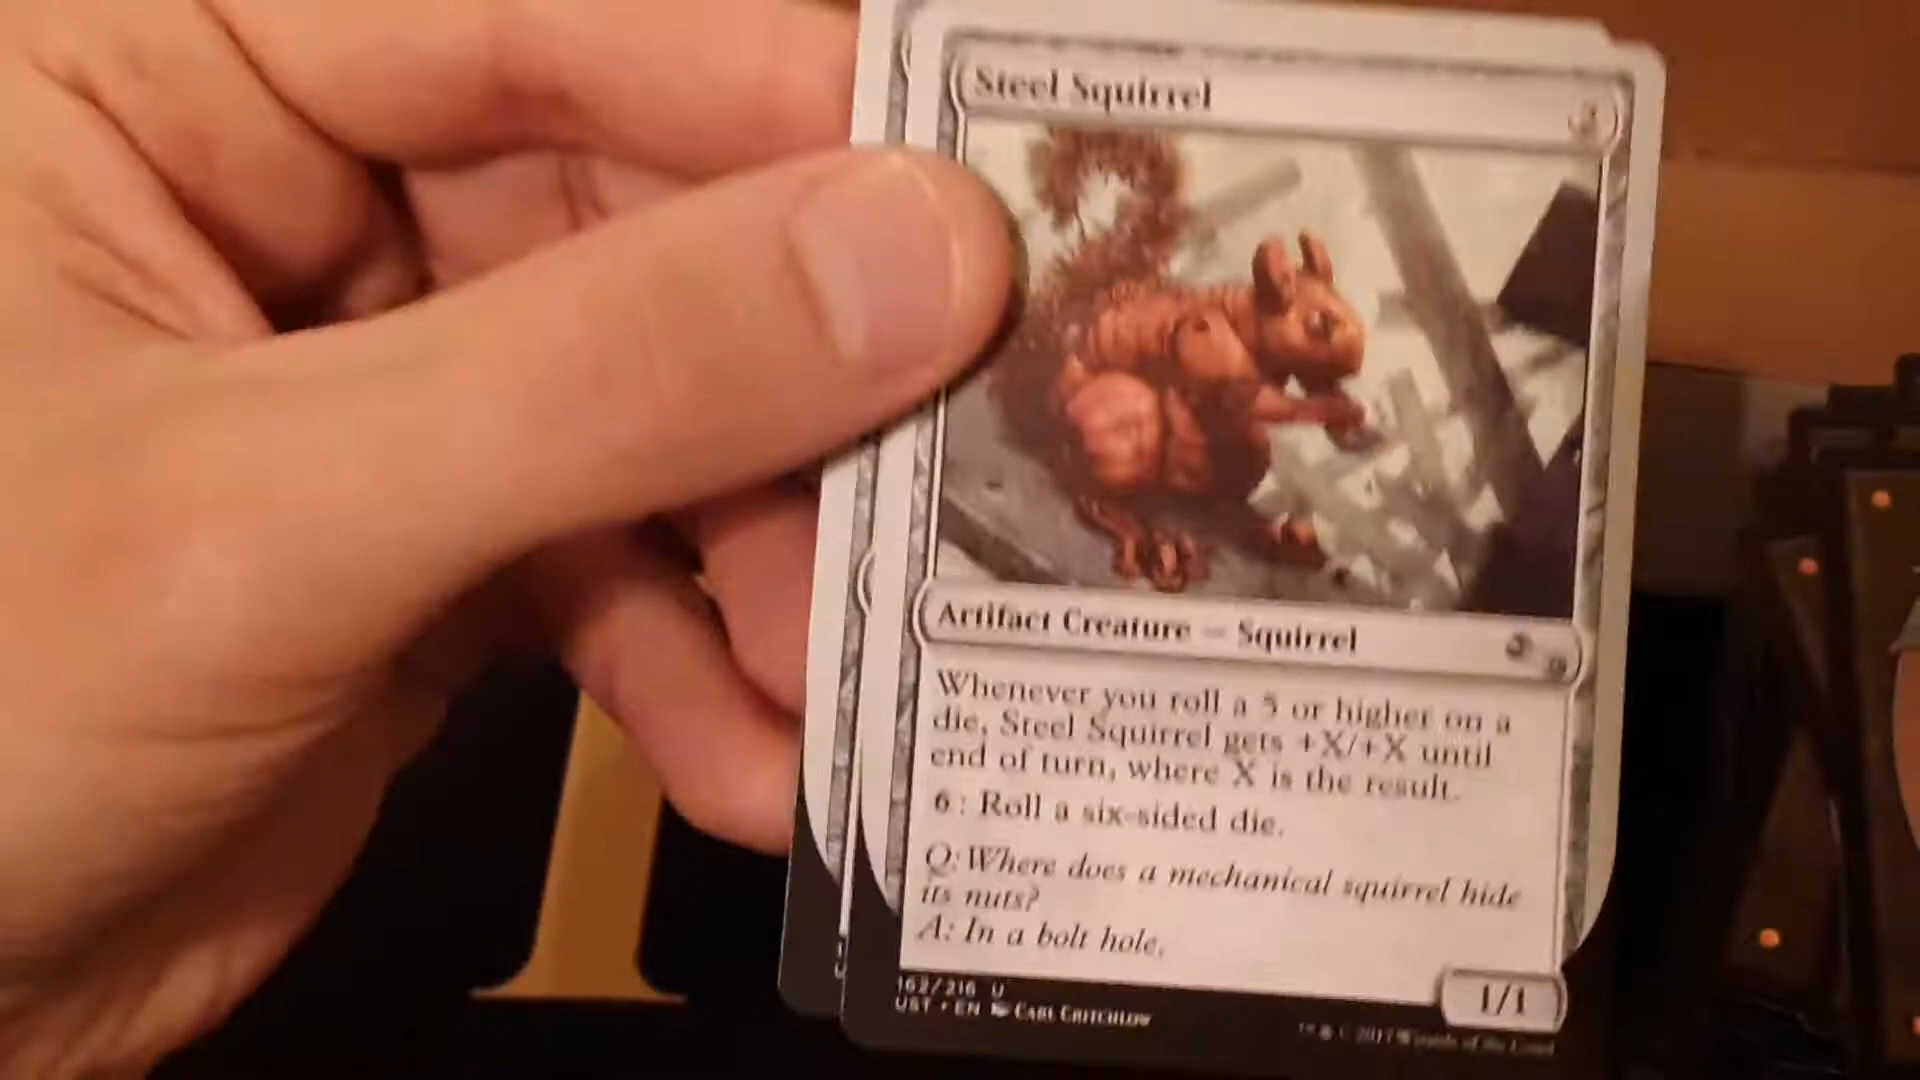 Steel Squirrel
2
Artifact Creature — Squirrel
Whenever you roll a 5 or higher on a
die, Steel Squirrel gets +X/+X until
end of turn, where X is the result.
6: Roll a six-sided die.
Q: Where does a mechanical squirrel hide
its nuts?
A: In a bolt hole.
1/1
162/216 U
UST • EN CARL CRITCHLOW
™ & © 2017 Wizards of the Coast